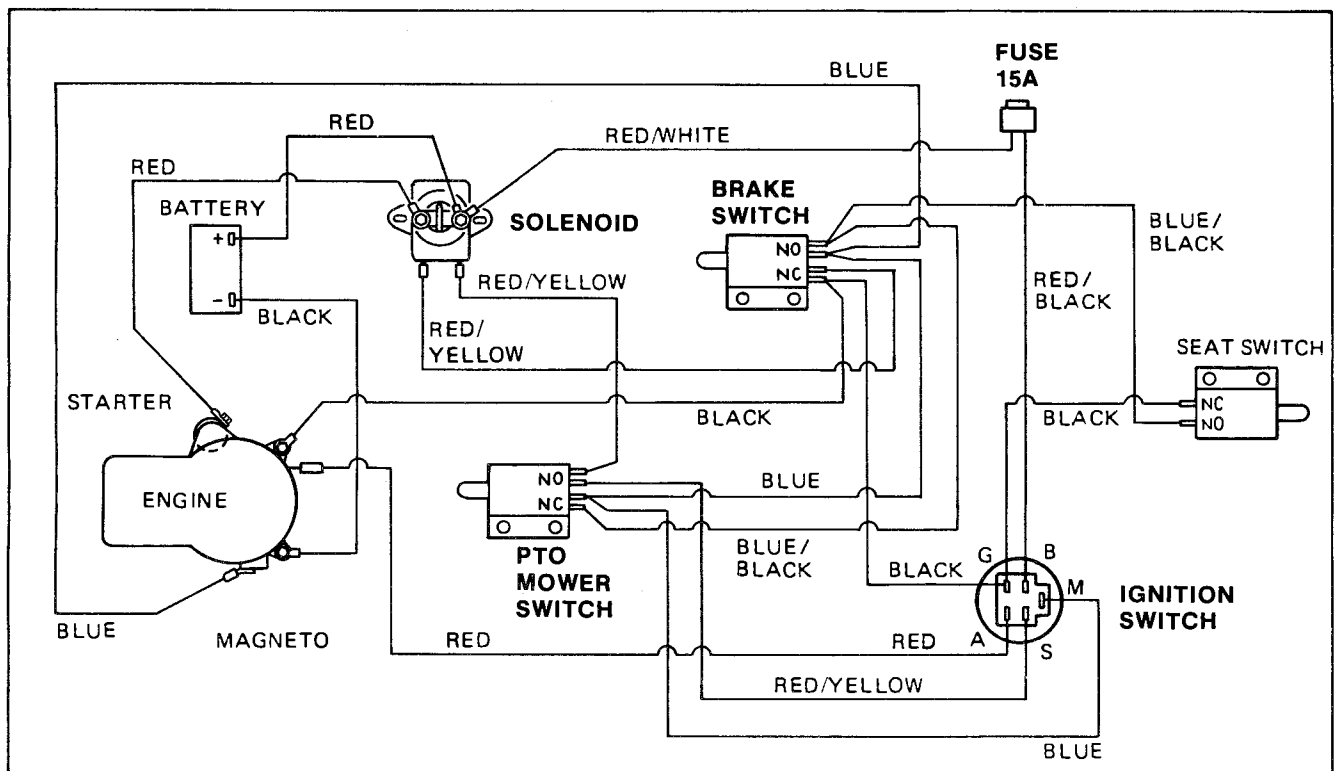 FUSE
15A
BLUE
RED
RED/WHITE
RED
BATTERY
BRAKE
SWITCH
SOLENOID
BLUE/
BLACK
NO
NC
+
-
RED/YELLOW
RED/
BLACK
BLACK
RED/
YELLOW
SEAT SWITCH
STARTER
BLACK
BLACK
NC
NO
ENGINE
NO
NC
BLUE
PTO
MOWER
SWITCH
BLUE/
BLACK
BLACK
G
B
M
IGNITION
SWITCH
BLUE
MAGNETO
RED
RED
A
S
RED/YELLOW
BLUE